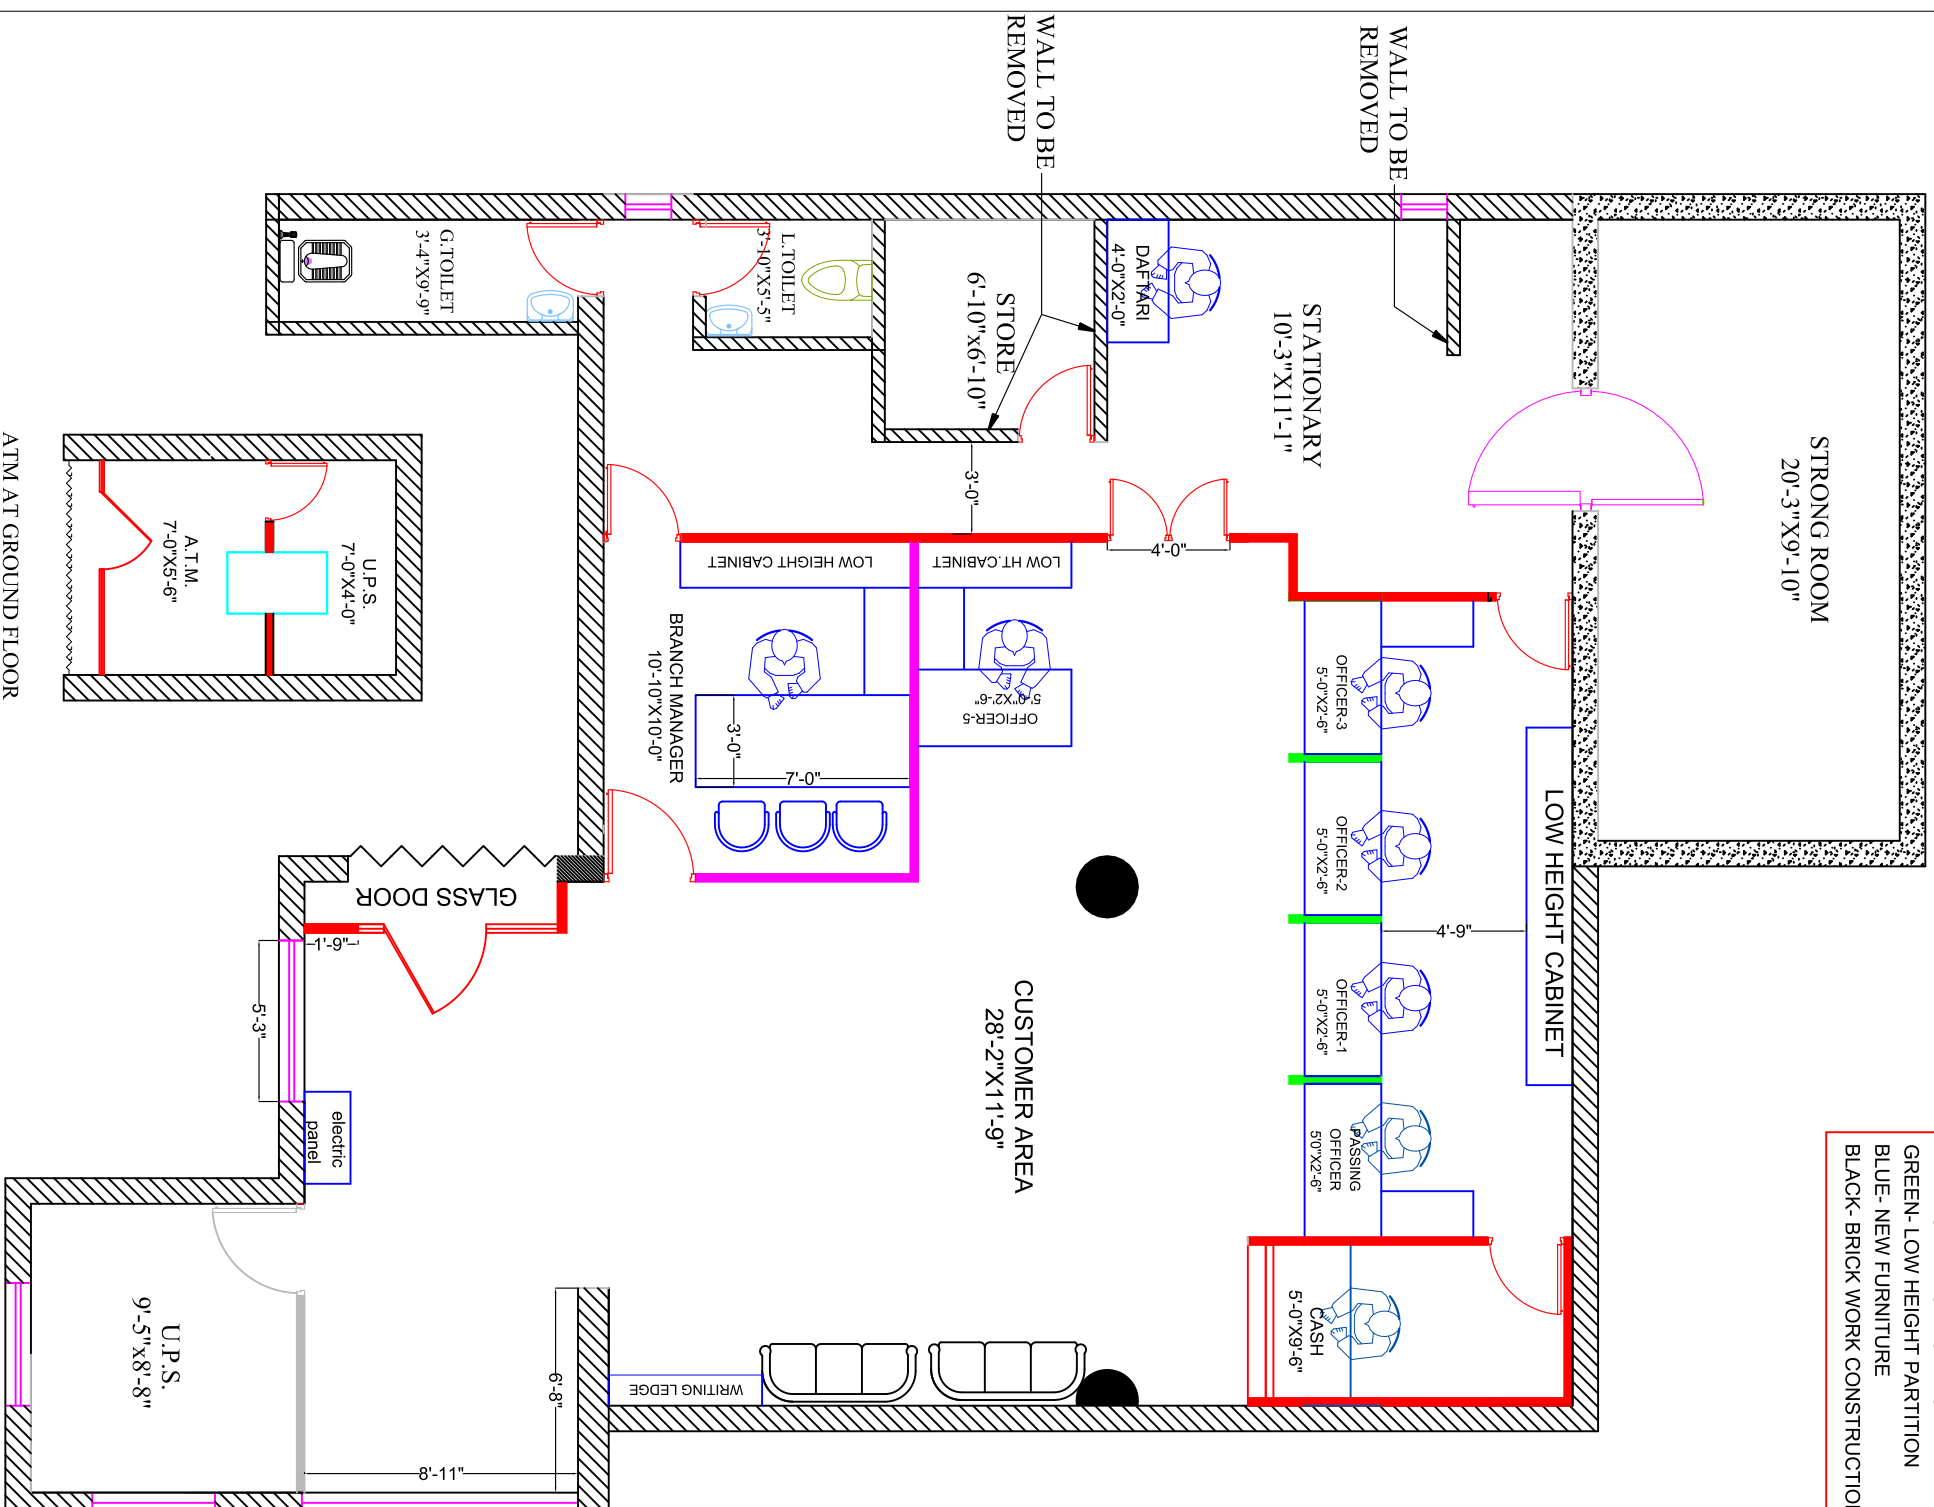 WALL TO BE
REMOVED
WALL TO BE
REMOVED
STRONG ROOM
20'-3"X9'-10"
STATIONARY
10'-3"X11'-1"
DAFTARI
4'-0"X2'-0"
STORE
6'-10"x6'-10"
L.TOILET
3'-10"X5'-5"
G.TOILET
3'-4"X9'-9"
3'-0"
4'-0"
LOW HEIGHT CABINET
LOW HT.CABINET
BRANCH MANAGER
10'-10"X10'-0"
3'-0"
7'-0"
OFFICER-5
5'-0"X2'-6"
OFFICER-3
5'-0"X2'-6"
OFFICER-2
5'-0"X2'-6"
OFFICER-1
5'-0"X2'-6"
PASSING
OFFICER
5'0"X2'-6"
LOW HEIGHT CABINET
4'-9"
CASH
5'-0"X9'-6"
CUSTOMER AREA
28'-2"X11'-9"
GLASS DOOR
1'-9"
5'-3"
electric
panel
WRITING LEDGE
6'-8"
8'-11"
U.P.S.
9'-5"x8'-8"
U.P.S.
7'-0"X4'-0"
A.T.M.
7'-0"X5'-6"
ATM AT GROUND FLOOR
GREEN- LOW HEIGHT PARTITION
BLUE- NEW FURNITURE
BLACK- BRICK WORK CONSTRUCTIO